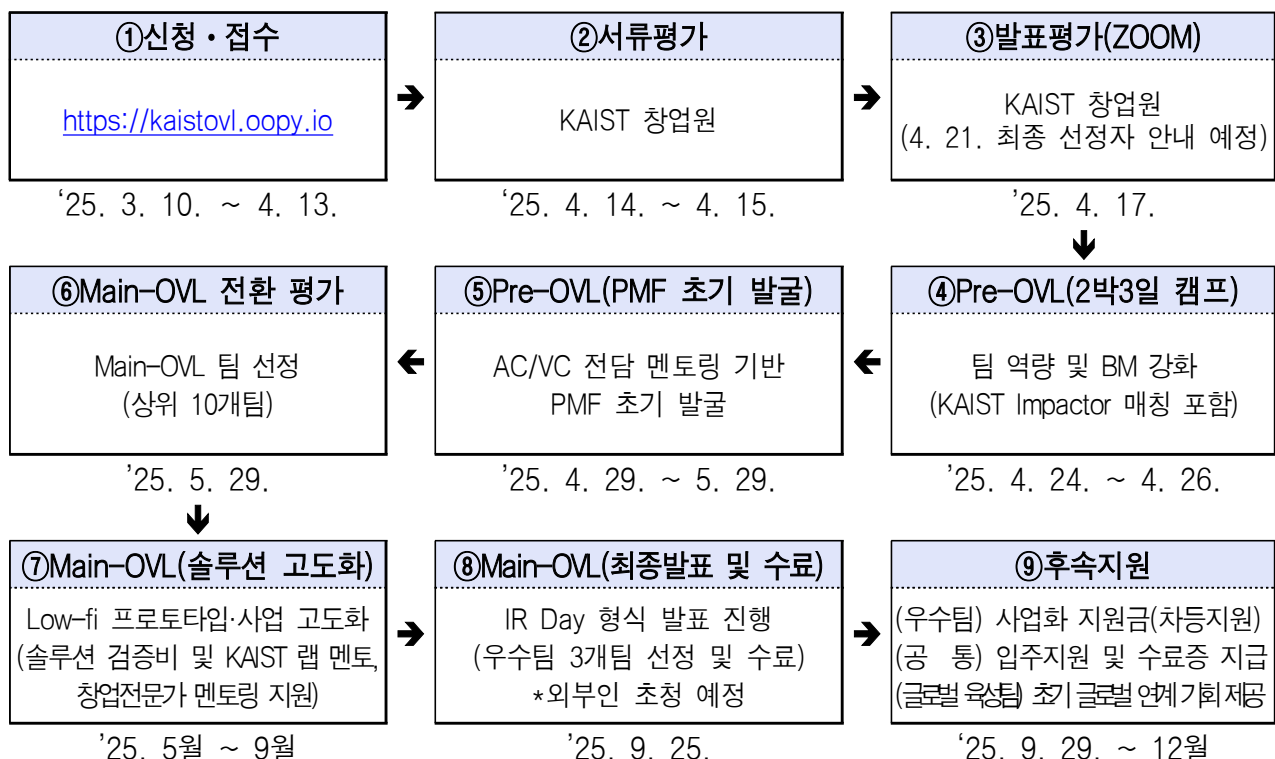 ①신청・접수
https://kaistovl.oopy.io
‘25. 3. 10. ~ 4. 13.
②서류평가
KAIST 창업원
‘25. 4. 14. ~ 4. 15.
③발표평가(ZOOM)
KAIST 창업원
(4. 21. 최종 선정자 안내 예정)
’25. 4. 17.
④Pre-OVL(2박3일 캠프)
팀 역량 및 BM 강화
(KAIST Impactor 매칭 포함)
’25. 4. 24. ~ 4. 26.
⑤Pre-OVL(PMF 초기 발굴)
AC/VC 전담 멘토링 기반
PMF 초기 발굴
’25. 4. 29. ~ 5. 29.
⑥Main-OVL 전환 평가
Main-OVL 팀 선정
(상위 10개팀)
’25. 5. 29.
⑦Main-OVL(솔루션 고도화)
Low-fi 프로토타입·사업 고도화
(솔루션 검증비 및 KAIST 랩 멘토,
창업전문가 멘토링 지원)
’25. 5월 ~ 9월
⑧Main-OVL(최종발표 및 수료)
IR Day 형식 발표 진행
(우수팀 3개팀 선정 및 수료)
*외부인 초청 예정
’25. 9. 25.
⑨후속지원
(우수팀) 사업화 지원금(차등지원)
(공 통) 입주지원 및 수료증 지급
(글로벌 육성팀) 초기 글로벌 연계 기회 제공
‘25. 9. 29. ~ 12월